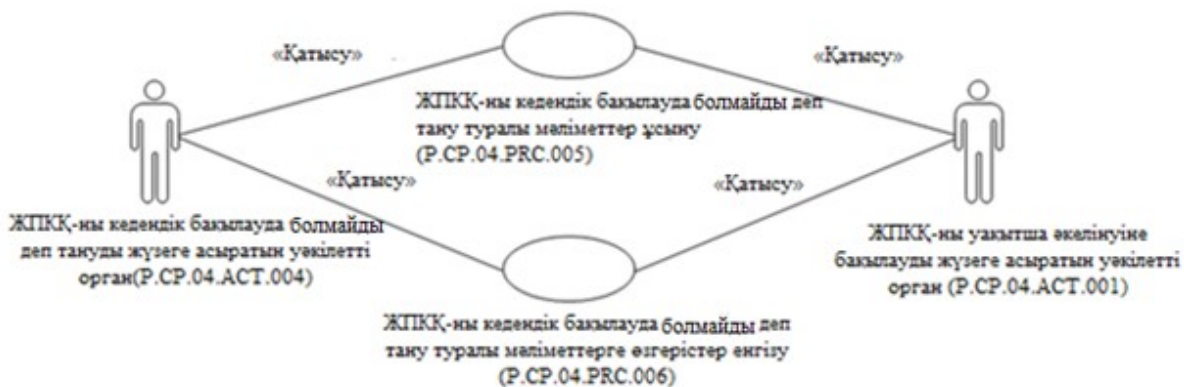 «Қатысу»
«Қатысу»
ЖПКҚ-ны кедендік бақылауда болмайды деп
тану туралы мәліметтер ұсыну
(P.CP.04.PRC.005)
«Қатысу»
«Қатысу»
ЖПКҚ-ны кедендік бақылауда болмайды
деп тануды жүзеге асыратын уәкілетті
орган(P.CP.04.ACT.004)
ЖПКҚ-ны уақытша әкелінуіне
бақылауды жүзеге асыратын уәкілетті
орган (P.CP.04.ACT.001)
ЖПКҚ-ны кедендік бақылауда болмайды деп
тану туралы мәліметтерге өзгерістер енгізу
(P.CP.04.PRC.006)